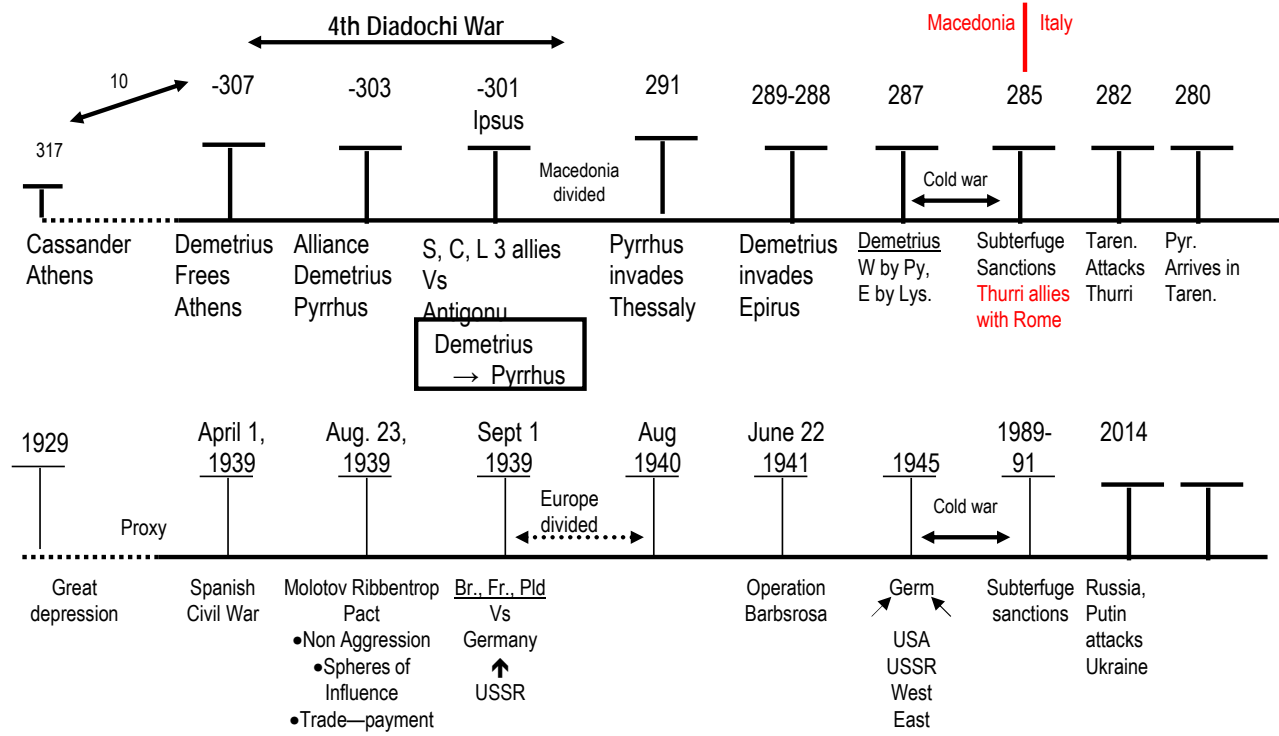 4th Diadochi War
Macedonia
Italy
10
317
-307
-303
-301
Ipsus
291
289-288
287
285
282
280
Macedonia
divided
Cold war
Cassander
Athens
Demetrius
Frees
Athens
Alliance
Demetrius
Pyrrhus
S, C, L 3 allies
Vs
Antigonu
Demetrius
→ Pyrrhus
Pyrrhus
invades
Thessaly
Demetrius
invades
Epirus
Demetrius
W by Py,
E by Lys.
Subterfuge
Sanctions
Thurri allies
with Rome
Taren.
Attacks
Thurri
Pyr.
Arrives in
Taren.
1929
April 1,
1939
Aug. 23,
1939
Sept 1
1939
Aug
1940
June 22
1941
1945
1989-
91
2014
Proxy
Europe
divided
Cold war
Great
depression
Spanish
Civil War
Molotov Ribbentrop
Pact
•Non Aggression
•Spheres of
Influence
•Trade—payment
Br., Fr., Pld
Vs
Germany
USSR
Operation
Barbsrosa
Germ
USA
USSR
West
East
Subterfuge
sanctions
Russia,
Putin
attacks
Ukraine